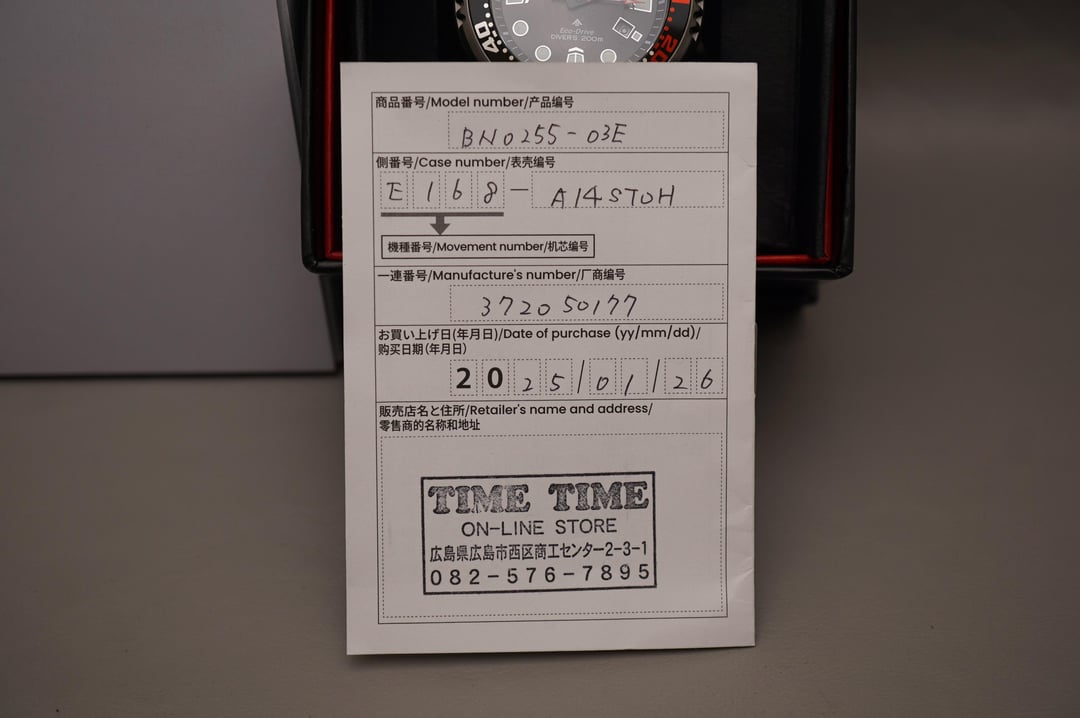 40
20
Eco-Drive
DIVER'S 200m
商品番号/Model number/产品编号
BN0255-03E
側番号/Case number/表壳编号
E168-A14STOH
機種番号/Movement number/机芯编号
一連番号/Manufacture's number/厂商编号
372050177
お買い上げ日(年月日)/Date of purchase (yy/mm/dd)/
购买日期(年月日)
2025/01/26
販売店名と住所/Retailer's name and address/
零售商的名称和地址
TIME TIME
ON-LINE STORE
広島県広島市西区商工センター2-3-1
082-576-7895